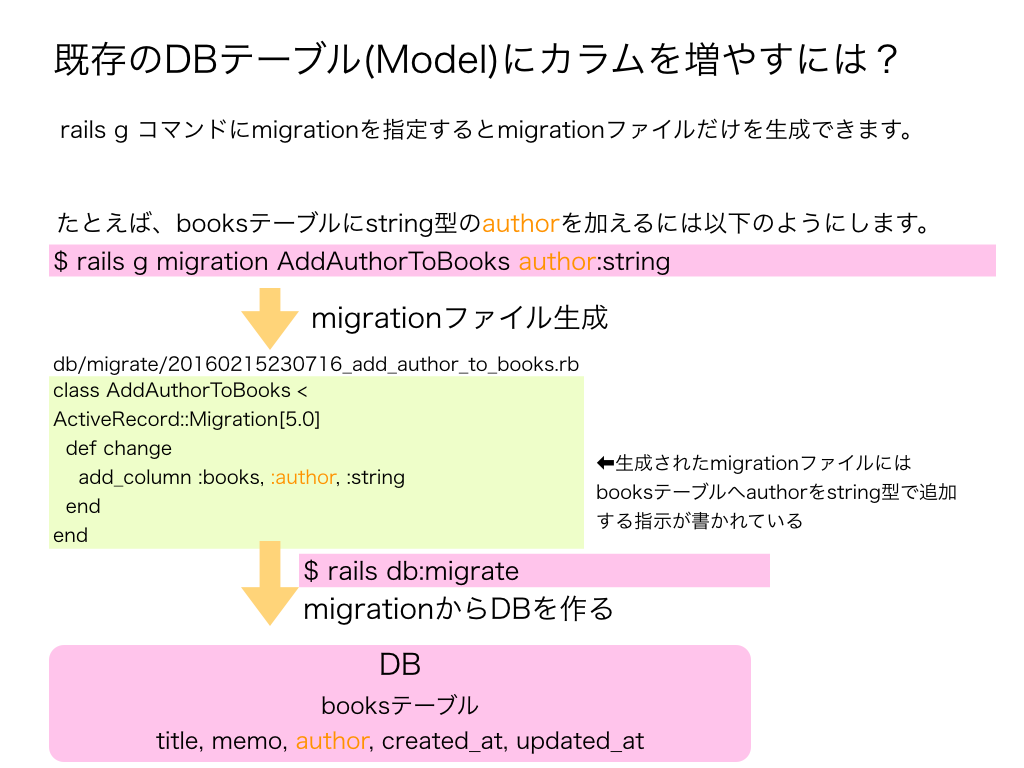 既存のDBテーブル(Model)にカラムを増やすには？
rails g コマンドにmigrationを指定するとmigrationファイルだけを生成できます。
たとえば、booksテーブルにstring型のauthorを加えるには以下のようにします。
$ rails g migration AddAuthorToBooks author:string
migrationファイル生成
db/migrate/20160215230716_add_author_to_books.rb
class AddAuthorToBooks <
ActiveRecord::Migration[5.0]
  def change
    add_column :books, :author, :string
  end
end
⬅生成されたmigrationファイルには
booksテーブルへauthorをstring型で追加
する指示が書かれている
$ rails db:migrate
migrationからDBを作る
DB
booksテーブル
title, memo, author, created_at, updated_at